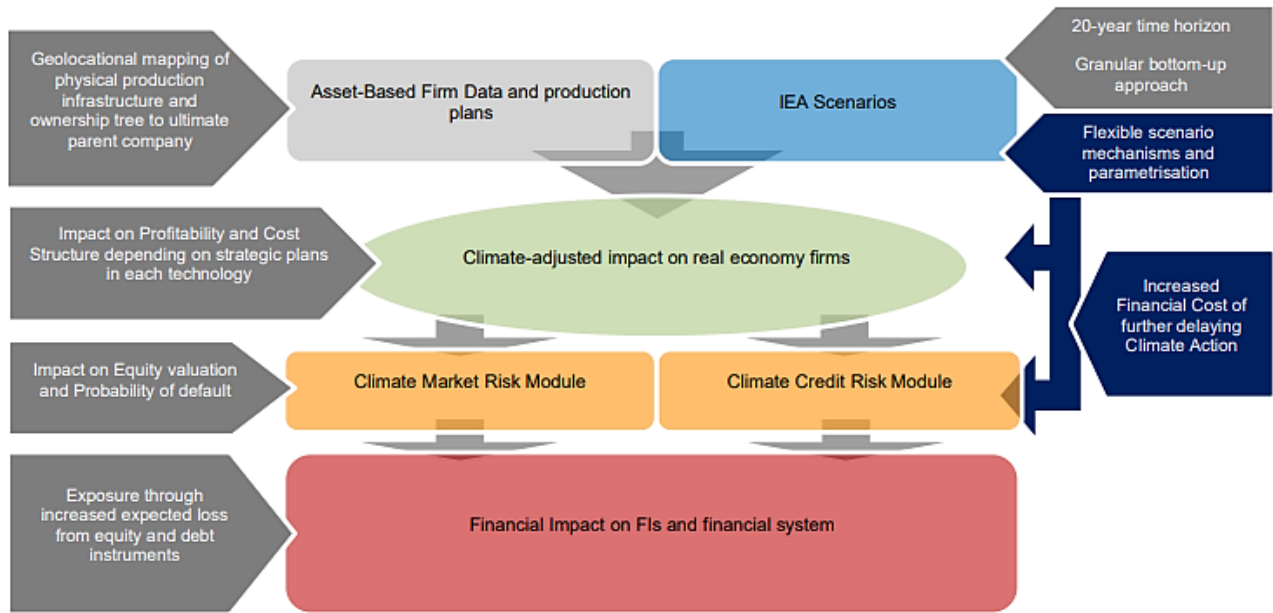 Geolocational mapping of
physical production
infrastructure and
ownership tree to ultimate
parent company
Asset-Based Firm Data and production
plans
IEA Scenarios
20-year time horizon
Granular bottom-up
approach
Flexible scenario
mechanisms and
parametrisation
Impact on Profitability and Cost
Structure depending on strategic plans
in each technology
Climate-adjusted impact on real economy firms
Increased
Financial Cost of
further delaying
Climate Action
Impact on Equity valuation
and Probability of default
Climate Market Risk Module
Climate Credit Risk Module
Exposure through
increased expected loss
from equity and debt
instruments
Financial Impact on FIs and financial system